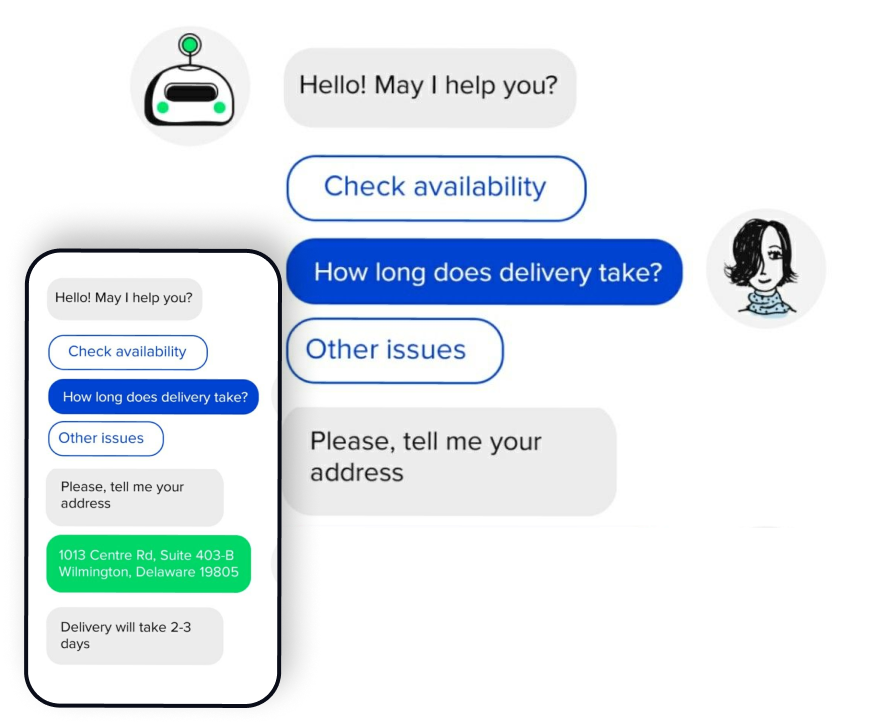 Hello! May I help you?
Check availability
How long does delivery take?
Other issues
Please, tell me your
address
Hello! May I help you?
Check availability
How long does delivery take?
Other issues
Please, tell me your
address
1013 Centre Rd, Suite 403-B
Wilmington, Delaware 19805
Delivery will take 2-3
days